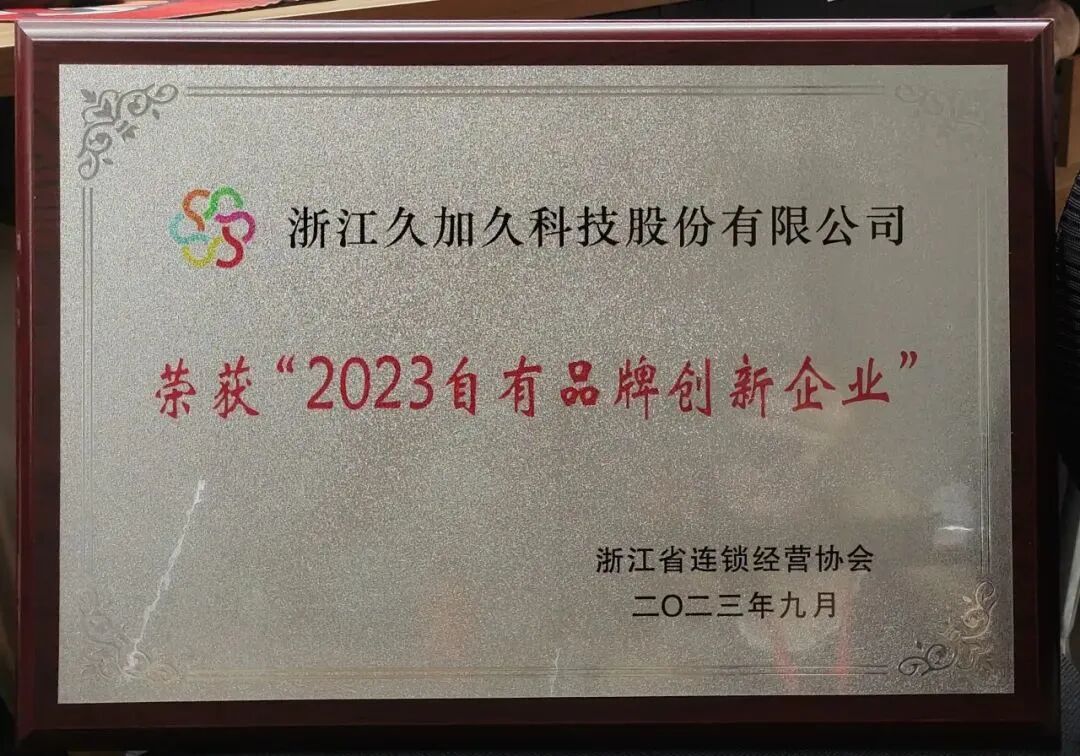 浙江久加久科技股份有限公司
荣获“2023自有品牌创新企业”
浙江省连锁经营协会
二〇二三年九月